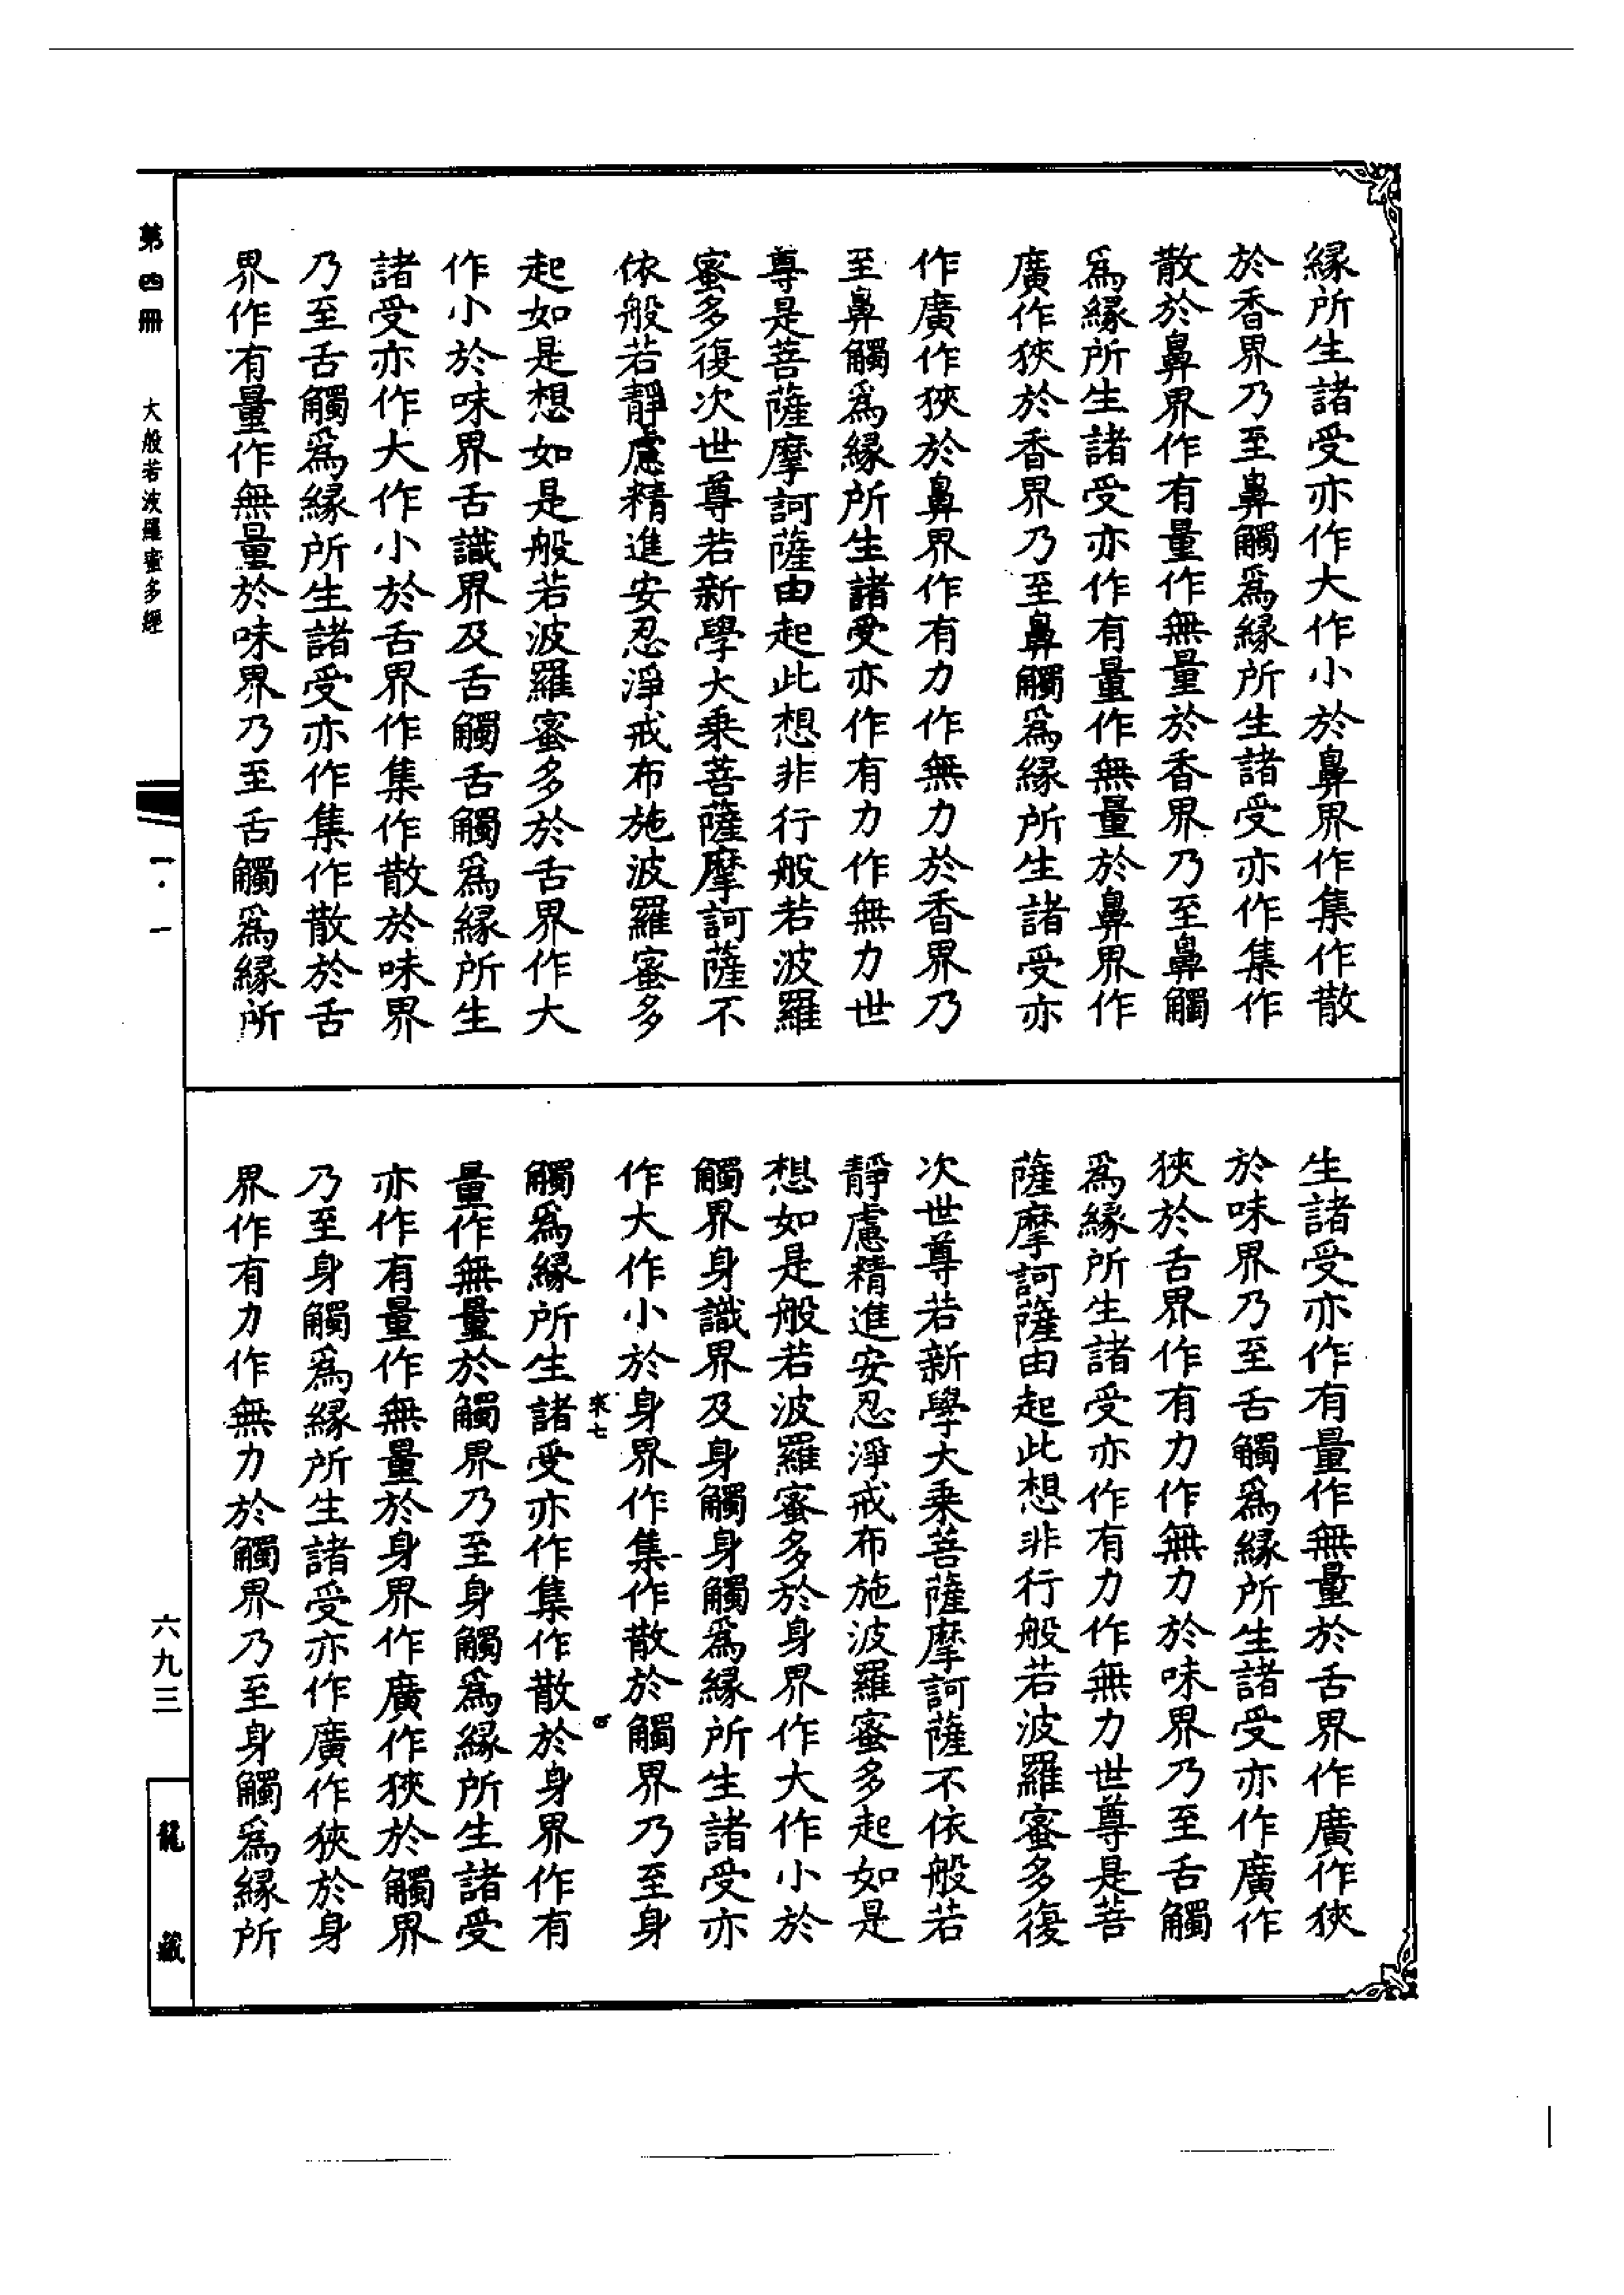 緣所生諸受亦作大作小於鼻界作集作散
於香界乃至鼻觸爲緣所生諸受亦作集作
散於鼻界作有量作無量於香界乃至鼻觸
爲緣所生諸受亦作有量作無量於鼻界作
廣作狹於香界乃至鼻觸爲緣所生諸受亦
作廣作狹於鼻界作有力作無力於香界乃
至鼻觸爲緣所生諸受亦作有力作無力世
尊是菩薩摩訶薩由起此想非行般若波羅
蜜多復次世尊若新學大乘菩薩摩訶薩不
依般若靜慮精進安忍淨戒布施波羅蜜多
起如是想如是般若波羅蜜多於舌界作大
作小於味界舌識界及舌觸舌觸爲緣所生
諸受亦作大作小於舌界作集作散於味界
乃至舌觸爲緣所生諸受亦作集作散於舌
界作有量作無量於味界乃至舌觸爲緣所
生諸受亦作有量作無量於舌界作廣作狹
於味界乃至舌觸爲緣所生諸受亦作廣作
狹於舌界作有力作無力於味界乃至舌觸
爲緣所生諸受亦作有力作無力世尊是菩
薩摩訶薩由起此想非行般若波羅蜜多復
次世尊若新學大乘菩薩摩訶薩不依般若
靜慮精進安忍淨戒布施波羅蜜多起如是
想如是般若波羅蜜多於身界作大作小於
觸界身識界及身觸身觸爲緣所生諸受亦
作大作小於身界作集作散於觸界乃至身
觸爲緣所生諸受亦作集作散於身界作有
量作無量於觸界乃至身觸爲緣所生諸受
亦作有量作無量於身界作廣作狹於觸界
乃至身觸爲緣所生諸受亦作廣作狹於身
界作有力作無力於觸界乃至身觸爲緣所
第四冊
大般若波羅蜜多經
一·一
六九三
龍藏